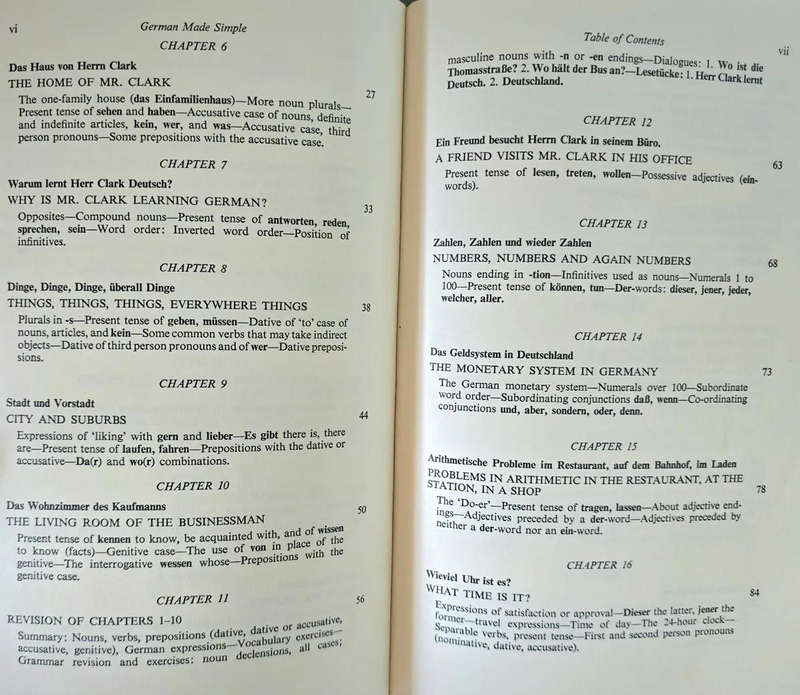 vi German Made Simple
CHAPTER 6
Das Haus von Herrn Clark
THE HOME OF MR. CLARK 27
The one-family house (das Einfamilienhaus)—More noun plurals—
Present tense of sehen and haben—Accusative case of nouns, definite
and indefinite articles, kein, wer, and was—Accusative case, third
person pronouns—Some prepositions with the accusative case.
CHAPTER 7
Warum lernt Herr Clark Deutsch?
WHY IS MR. CLARK LEARNING GERMAN? 33
Opposites—Compound nouns—Present tense of antworten, reden,
sprechen, sein—Word order: Inverted word order—Position of
infinitives.
CHAPTER 8
Dinge, Dinge, Dinge, überall Dinge
THINGS, THINGS, THINGS, EVERYWHERE THINGS 38
Plurals in -s—Present tense of geben, müssen—Dative of ‘to’ case of
nouns, articles, and kein—Some common verbs that may take indirect
objects—Dative of third person pronouns and of wer—Dative preposi-
sions.
CHAPTER 9
Stadt und Vorstadt
CITY AND SUBURBS 44
Expressions of ‘liking’ with gern and lieber—Es gibt there is, there
are—Present tense of laufen, fahren—Prepositions with the dative or
accusative—Da(r) and wo(r) combinations.
CHAPTER 10
Das Wohnzimmer des Kaufmanns
THE LIVING ROOM OF THE BUSINESSMAN 50
Present tense of kennen to know, be acquainted with, and of wissen
to know (facts)—Genitive case—The use of von in place of the
genitive—The interrogative wessen whose—Prepositions with the
genitive case.
CHAPTER 11
REVISION OF CHAPTERS 1–10 56
Summary: Nouns, verbs, prepositions (dative, dative or accusative,
accusative, genitive), German expressions—Vocabulary exercises—
Grammar revision and exercises: noun declensions, all cases;
Table of Contents vii
masculine nouns with -n or -en endings—Dialogues: 1. Wo ist die
Thomasstraße? 2. Wo hält der Bus an?—Lesetücke: 1. Herr Clark lernt
Deutsch. 2. Deutschland.
CHAPTER 12
Ein Freund besucht Herrn Clark in seinem Büro.
A FRIEND VISITS MR. CLARK IN HIS OFFICE 63
Present tense of lesen, treten, wollen—Possessive adjectives (ein-
words).
CHAPTER 13
Zahlen, Zahlen und wieder Zahlen
NUMBERS, NUMBERS AND AGAIN NUMBERS 68
Nouns ending in -tion—Infinitives used as nouns—Numerals 1 to
100—Present tense of können, tun—Der-words: dieser, jener, jeder,
welcher, aller.
CHAPTER 14
Das Geldsystem in Deutschland
THE MONETARY SYSTEM IN GERMANY 73
The German monetary system—Numerals over 100—Subordinate
word order—Subordinating conjunctions daß, wenn—Co-ordinating
conjunctions und, aber, sondern, oder, denn.
CHAPTER 15
Arithmetische Probleme im Restaurant, auf dem Bahnhof, im Laden
PROBLEMS IN ARITHMETIC IN THE RESTAURANT, AT THE
STATION, IN A SHOP 78
The ‘Do-er’—Present tense of tragen, lassen—About adjective end-
ings—Adjectives preceded by a der-word—Adjectives preceded by
neither a der-word nor an ein-word.
CHAPTER 16
Wieviel Uhr ist es?
WHAT TIME IS IT? 84
Expressions of satisfaction or approval—Dieser the latter, jener the
former—travel expressions—Time of day—The 24-hour clock—
Separable verbs, present tense—First and second person pronouns
(nominative, dative, accusative).